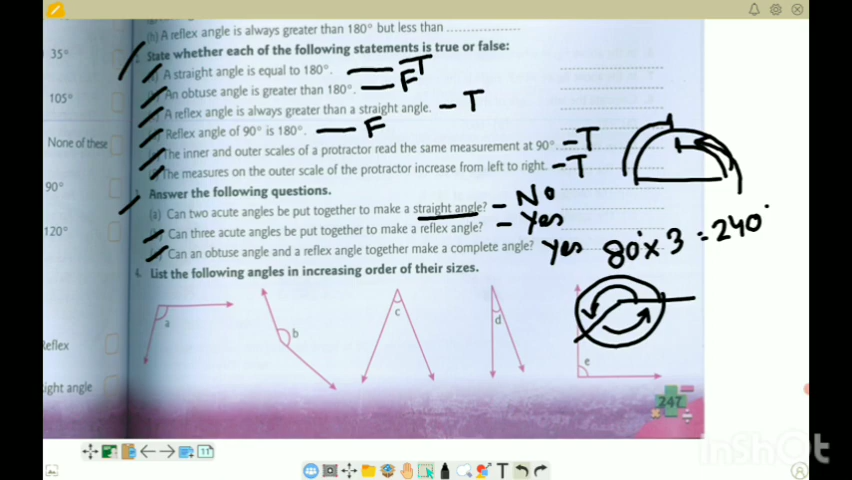 (h) A reflex angle is always greater than 180° but less than
35°
State whether each of the following statements is true or false:
A straight angle is equal to 180°. T
An obtuse angle is greater than 180°. F
105°
A reflex angle is always greater than a straight angle. - T
Reflex angle of 90° is 180°. F
None of these
The inner and outer scales of a protractor read the same measurement at 90°. - T
The measures on the outer scale of the protractor increase from left to right. - T
90°
Answer the following questions.
(a) Can two acute angles be put together to make a straight angle? - No
120°
Can three acute angles be put together to make a reflex angle? - Yes
Can an obtuse angle and a reflex angle together make a complete angle? Yes
80° x 3 = 240°
4. List the following angles in increasing order of their sizes.
a
b
c
d
e
eflex
ight angle
247
InShOt
11
T